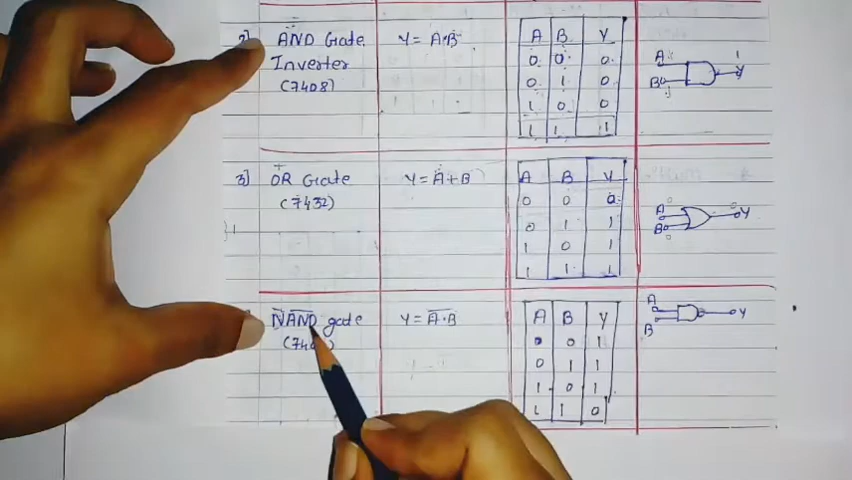 2] AND Gate
Inverter
(7408)
Y = A·B
A B Y
0 0 0
0 1 0
1 0 0
1 1 1
A
B
Y
3] OR Gate
(7432)
Y = A+B
A B Y
0 0 0
0 1 1
1 0 1
1 1 1
A
B
Y
NAND gate
Y = \overline{A·B}
A B Y
0 0 1
0 1 1
1 0 1
1 1 0
A
B
Y